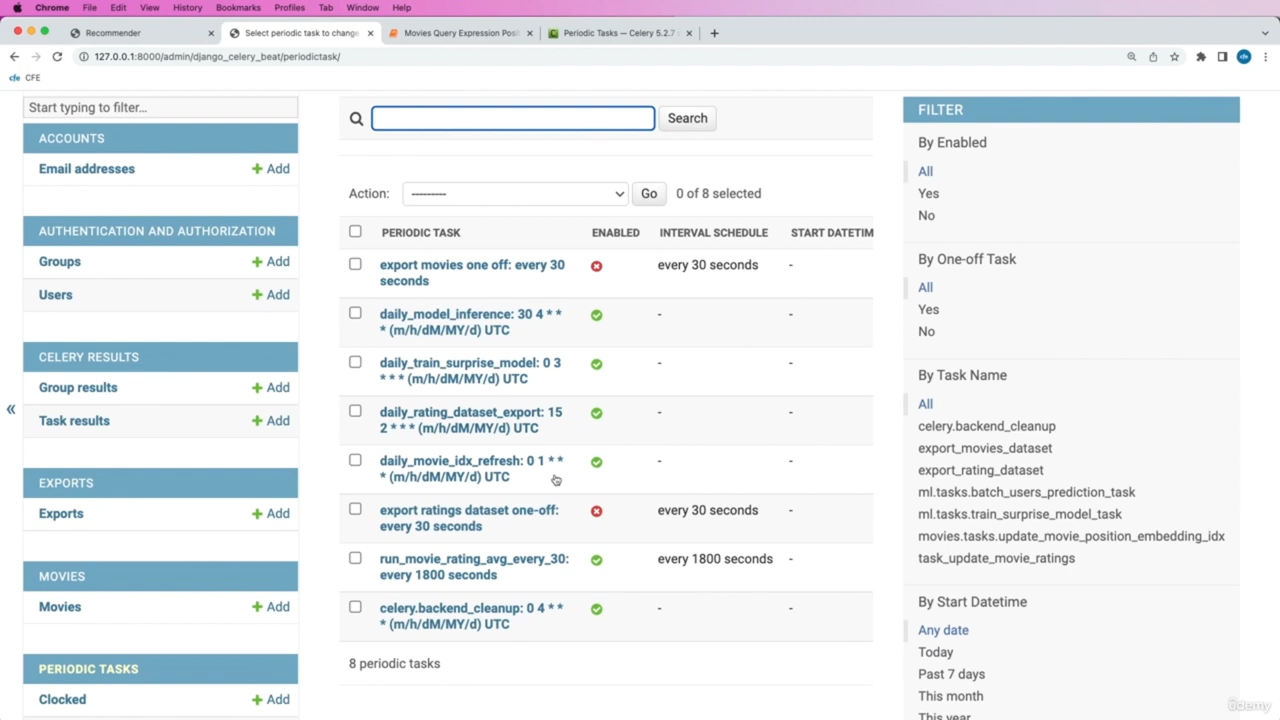 Chrome File Edit View History Bookmarks Profiles Tab Window Help
Recommender Select periodic task to change Movies Query Expression Posi Periodic Tasks — Celery 5.2.7 d
127.0.0.1:8000/admin/django_celery_beat/periodictask/
cfe
cfe CFE
Start typing to filter...
ACCOUNTS
Email addresses Add
AUTHENTICATION AND AUTHORIZATION
Groups Add
Users Add
CELERY RESULTS
Group results Add
Task results Add
EXPORTS
Exports Add
MOVIES
Movies Add
PERIODIC TASKS
Clocked Add
«
Search
Action: --------- Go 0 of 8 selected
PERIODIC TASK ENABLED INTERVAL SCHEDULE START DATETIM
export movies one off: every 30 every 30 seconds -
seconds
daily_model_inference: 30 4 * * - -
* (m/h/dM/MY/d) UTC
daily_train_surprise_model: 0 3 - -
* * * (m/h/dM/MY/d) UTC
daily_rating_dataset_export: 15 - -
2 * * * (m/h/dM/MY/d) UTC
daily_movie_idx_refresh: 0 1 * * - -
* (m/h/dM/MY/d) UTC
export ratings dataset one-off: every 30 seconds -
every 30 seconds
run_movie_rating_avg_every_30: every 1800 seconds -
every 1800 seconds
celery.backend_cleanup: 0 4 * * - -
* (m/h/dM/MY/d) UTC
8 periodic tasks
FILTER
By Enabled
All
Yes
No
By One-off Task
All
Yes
No
By Task Name
All
celery.backend_cleanup
export_movies_dataset
export_rating_dataset
ml.tasks.batch_users_prediction_task
ml.tasks.train_surprise_model_task
movies.tasks.update_movie_position_embedding_idx
task_update_movie_ratings
By Start Datetime
Any date
Today
Past 7 days
This month
This year
ûdemy